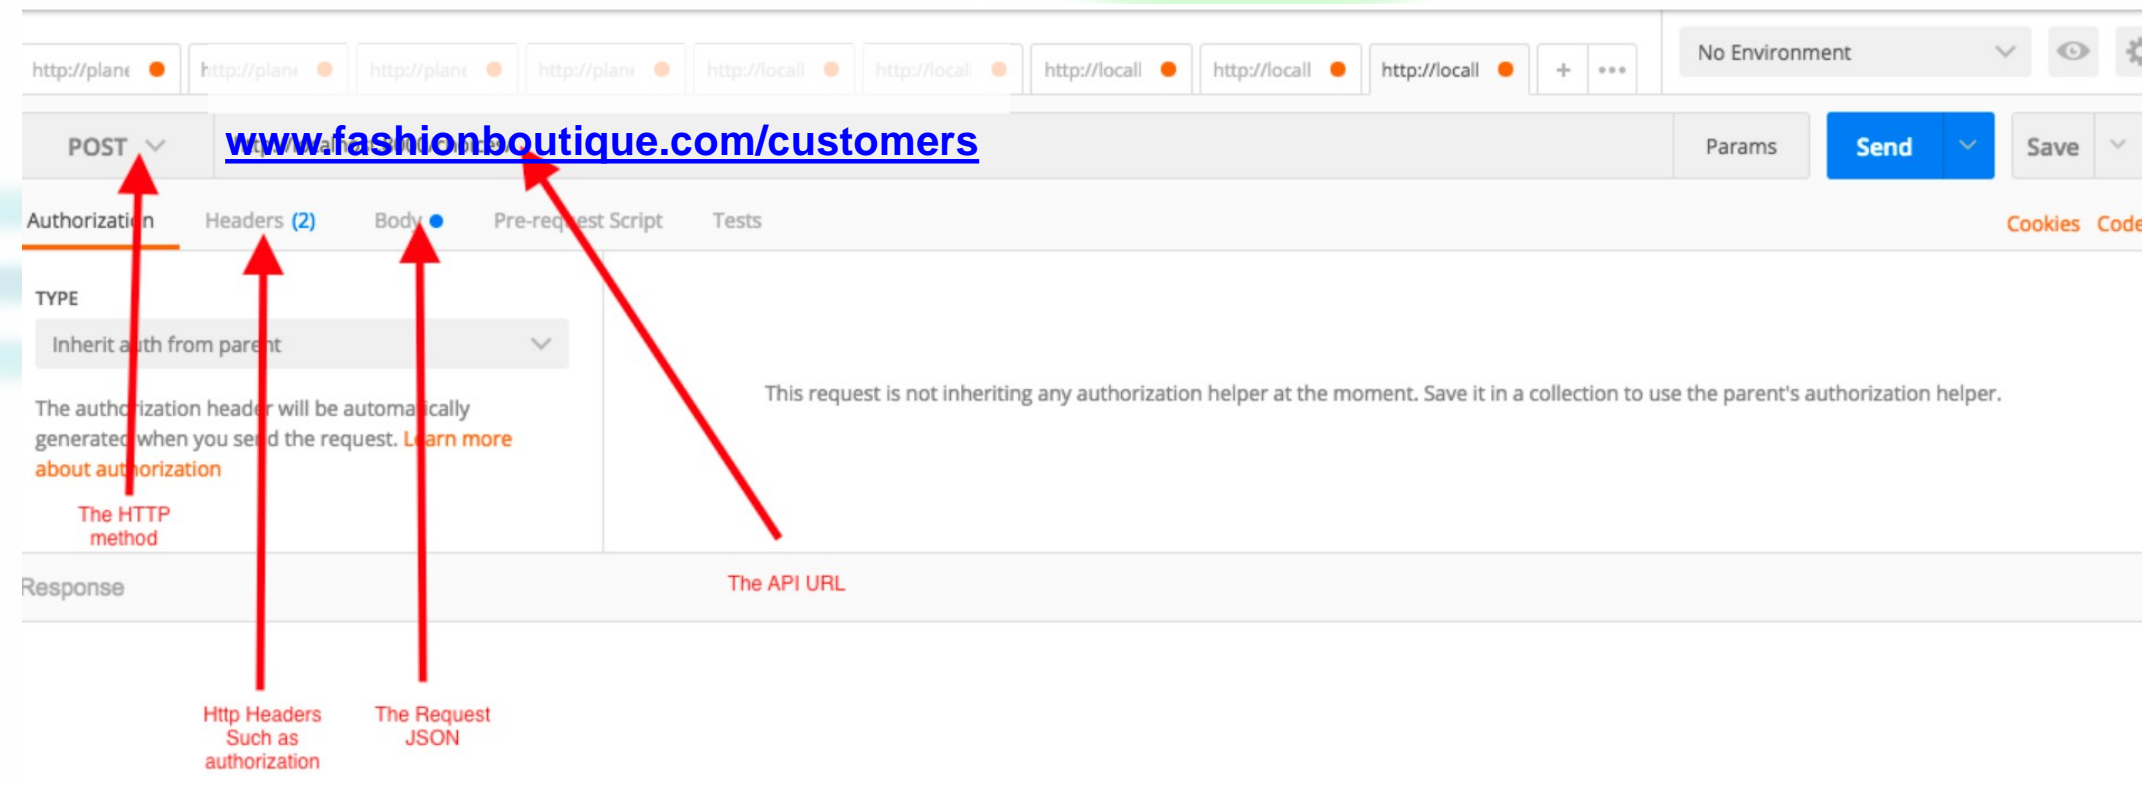 http://plane http://plane http://plane http://plane http://locall http://locall http://locall http://locall http://locall + ••• No Environment
POST www.fashionboutique.com/customers Params Send Save
Authorization Headers (2) Body Pre-request Script Tests Cookies Code
TYPE
Inherit auth from parent
The authorization header will be automatically
generated when you send the request. Learn more
about authorization
This request is not inheriting any authorization helper at the moment. Save it in a collection to use the parent's authorization helper.
The HTTP
method
Response
The API URL
Http Headers
Such as
authorization
The Request
JSON